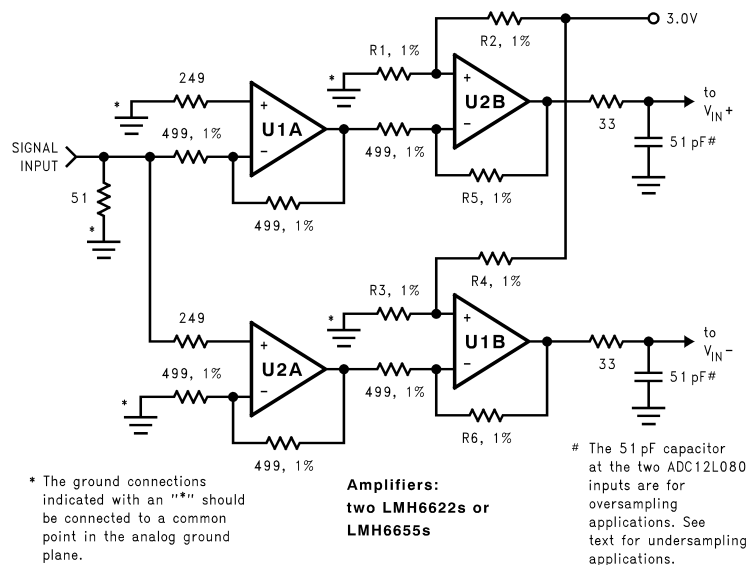 3.0V
R2, 1%
R1, 1%
*
249
*
+
U1A
−
+
U2B
−
to
VIN+
33
51 pF#
SIGNAL
INPUT
499, 1%
499, 1%
51
*
R5, 1%
499, 1%
R4, 1%
R3, 1%
*
249
+
U2A
−
+
U1B
−
to
VIN−
33
51 pF#
499, 1%
*
499, 1%
R6, 1%
499, 1%
* The ground connections
indicated with an "*" should
be connected to a common
point in the analog ground
plane.
Amplifiers:
two LMH6622s or
LMH6655s
# The 51 pF capacitor
at the two ADC12L080
inputs are for
oversampling
applications. See
text for undersampling
applications.